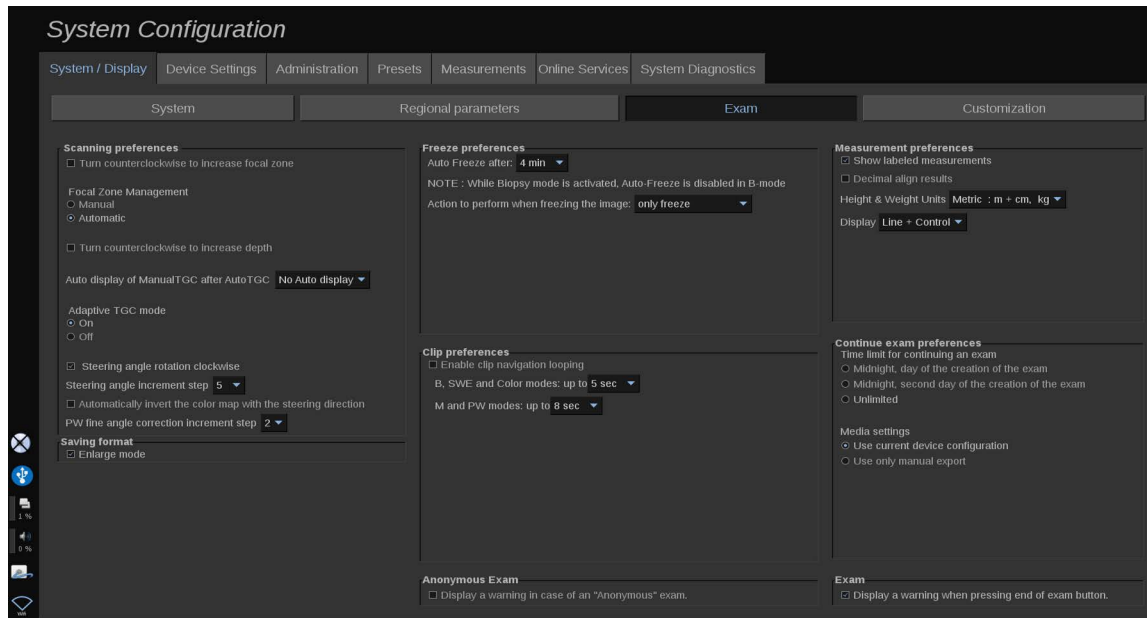 System Configuration
System / Display
Device Settings
Administration
Presets
Measurements
Online Services
System Diagnostics
System
Regional parameters
Exam
Customization
Scanning preferences
Turn counterclockwise to increase focal zone
Focal Zone Management
Manual
Automatic
Turn counterclockwise to increase depth
Auto display of ManualTGC after AutoTGC No Auto display
Adaptive TGC mode
On
Off
Steering angle rotation clockwise
Steering angle increment step 5
Automatically invert the color map with the steering direction
PW fine angle correction increment step 2
Saving format
Enlarge mode
Freeze preferences
Auto Freeze after: 4 min
NOTE : While Biopsy mode is activated, Auto-Freeze is disabled in B-mode
Action to perform when freezing the image: only freeze
Clip preferences
Enable clip navigation looping
B, SWE and Color modes: up to 5 sec
M and PW modes: up to 8 sec
Anonymous Exam
Display a warning in case of an "Anonymous" exam.
Measurement preferences
Show labeled measurements
Decimal align results
Height & Weight Units Metric : m + cm, kg
Display Line + Control
Continue exam preferences
Time limit for continuing an exam
Midnight, day of the creation of the exam
Midnight, second day of the creation of the exam
Unlimited
Media settings
Use current device configuration
Use only manual export
Exam
Display a warning when pressing end of exam button.
1 %
0 %